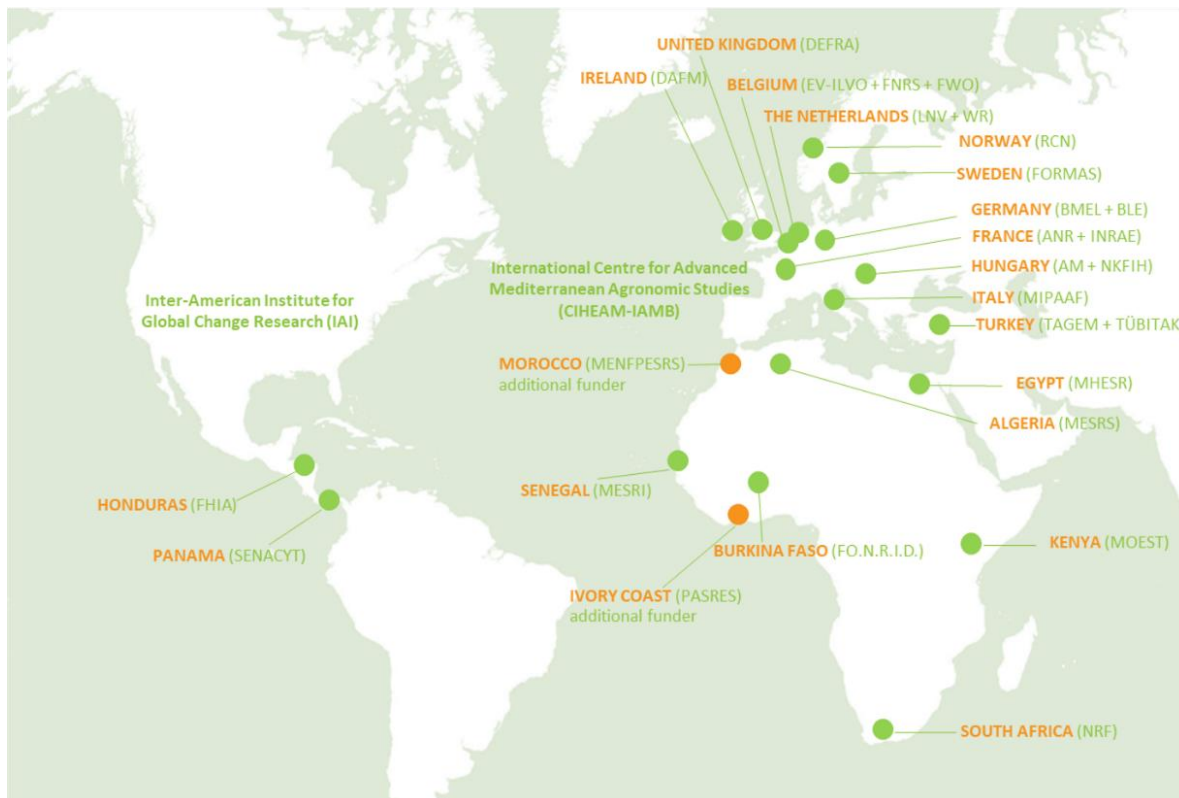 UNITED KINGDOM (DEFRA)
IRELAND (DAFM)
BELGIUM (EV-ILVO + FNRS + FWO)
THE NETHERLANDS (LNV + WR)
NORWAY (RCN)
SWEDEN (FORMAS)
GERMANY (BMEL + BLE)
FRANCE (ANR + INRAE)
HUNGARY (AM + NKFIH)
ITALY (MIPAAF)
TURKEY (TAGEM + TÜBITAK
International Centre for Advanced
Mediterranean Agronomic Studies
(CIHEAM-IAMB)
Inter-American Institute for
Global Change Research (IAI)
MOROCCO (MENFPESRS)
additional funder
EGYPT (MHESR)
ALGERIA (MESRS)
SENEGAL (MESRI)
HONDURAS (FHIA)
PANAMA (SENACYT)
BURKINA FASO (FO.N.R.I.D.)
KENYA (MOEST)
IVORY COAST (PASRES)
additional funder
SOUTH AFRICA (NRF)